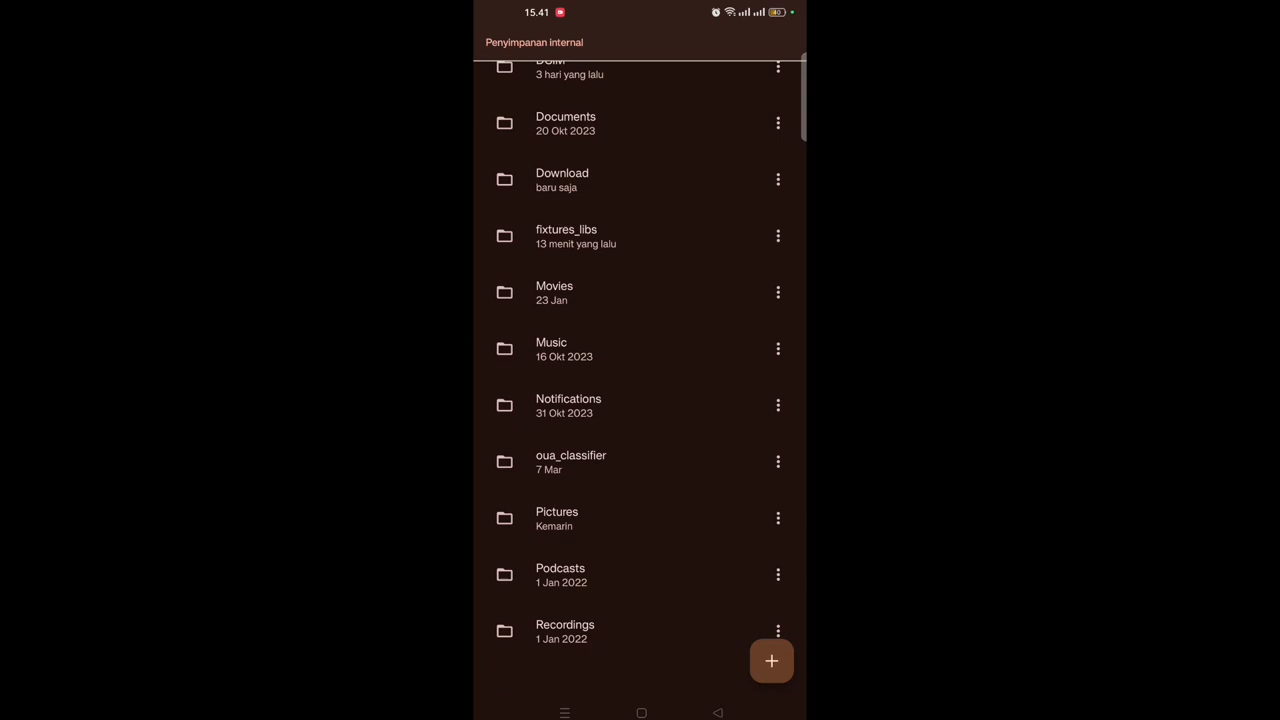 15.41
40
Penyimpanan internal
DCIM
3 hari yang lalu
Documents
20 Okt 2023
Download
baru saja
fixtures_libs
13 menit yang lalu
Movies
23 Jan
Music
16 Okt 2023
Notifications
31 Okt 2023
oua_classifier
7 Mar
Pictures
Kemarin
Podcasts
1 Jan 2022
Recordings
1 Jan 2022